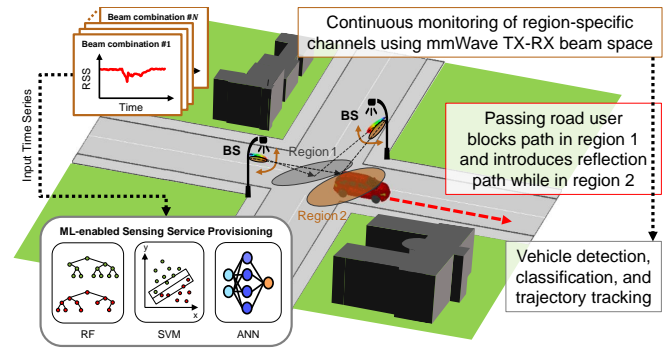 Beam combination #N
Beam combination #1
RSS
Time
Input Time Series
Continuous monitoring of region-specific
channels using mmWave TX-RX beam space
BS
BS
Region 1
Region 2
Passing road user
blocks path in region 1
and introduces reflection
path while in region 2
ML-enabled Sensing Service Provisioning
y
x
RF
SVM
ANN
Vehicle detection,
classification, and
trajectory tracking